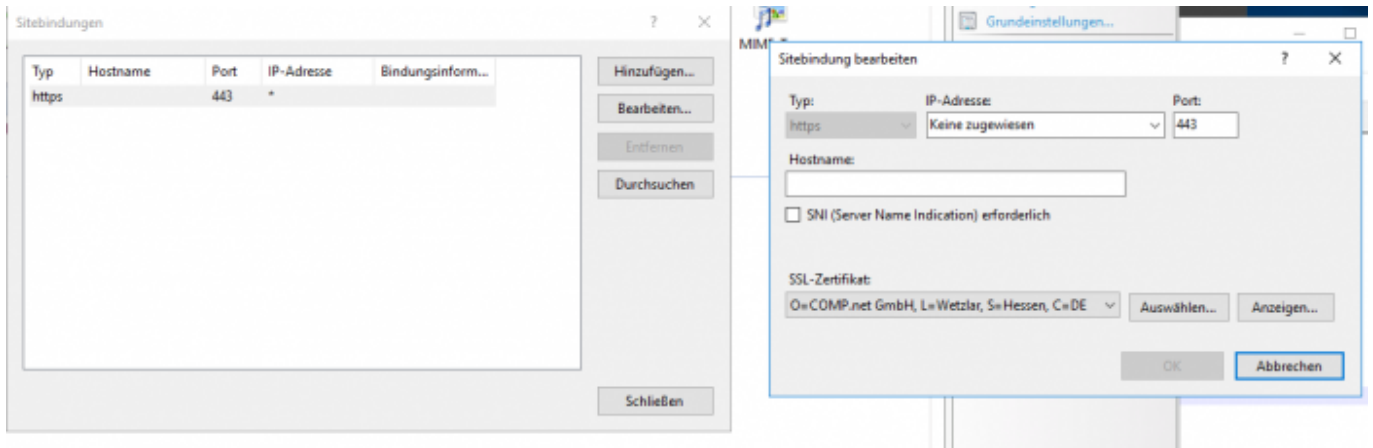 Sitebindungen
Typ Hostname Port IP-Adresse Bindungsinform...
https 443 *
Hinzufügen...
Bearbeiten...
Entfernen
Durchsuchen
Schließen
Grundeinstellungen...
Sitebindung bearbeiten
Typ: IP-Adresse: Port:
https Keine zugewiesen 443
Hostname:
SNI (Server Name Indication) erforderlich
SSL-Zertifikat:
O=COMP.net GmbH, L=Wetzlar, S=Hessen, C=DE Auswählen... Anzeigen...
OK Abbrechen